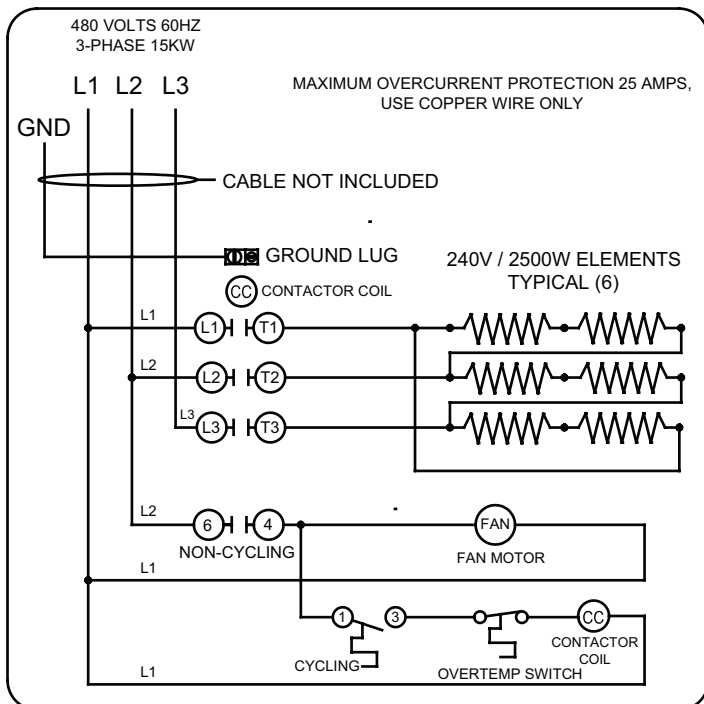 480 VOLTS 60HZ
3-PHASE 15KW
L1 L2 L3
MAXIMUM OVERCURRENT PROTECTION 25 AMPS,
USE COPPER WIRE ONLY
GND
CABLE NOT INCLUDED
GROUND LUG
240V / 2500W ELEMENTS
TYPICAL (6)
CC CONTACTOR COIL
L1 L1 T1
L2 L2 T2
L3 L3 T3
L2 6 4 FAN
NON-CYCLING
FAN MOTOR
L1
1 3 CC
CONTACTOR
COIL
CYCLING
OVERTEMP SWITCH
L1